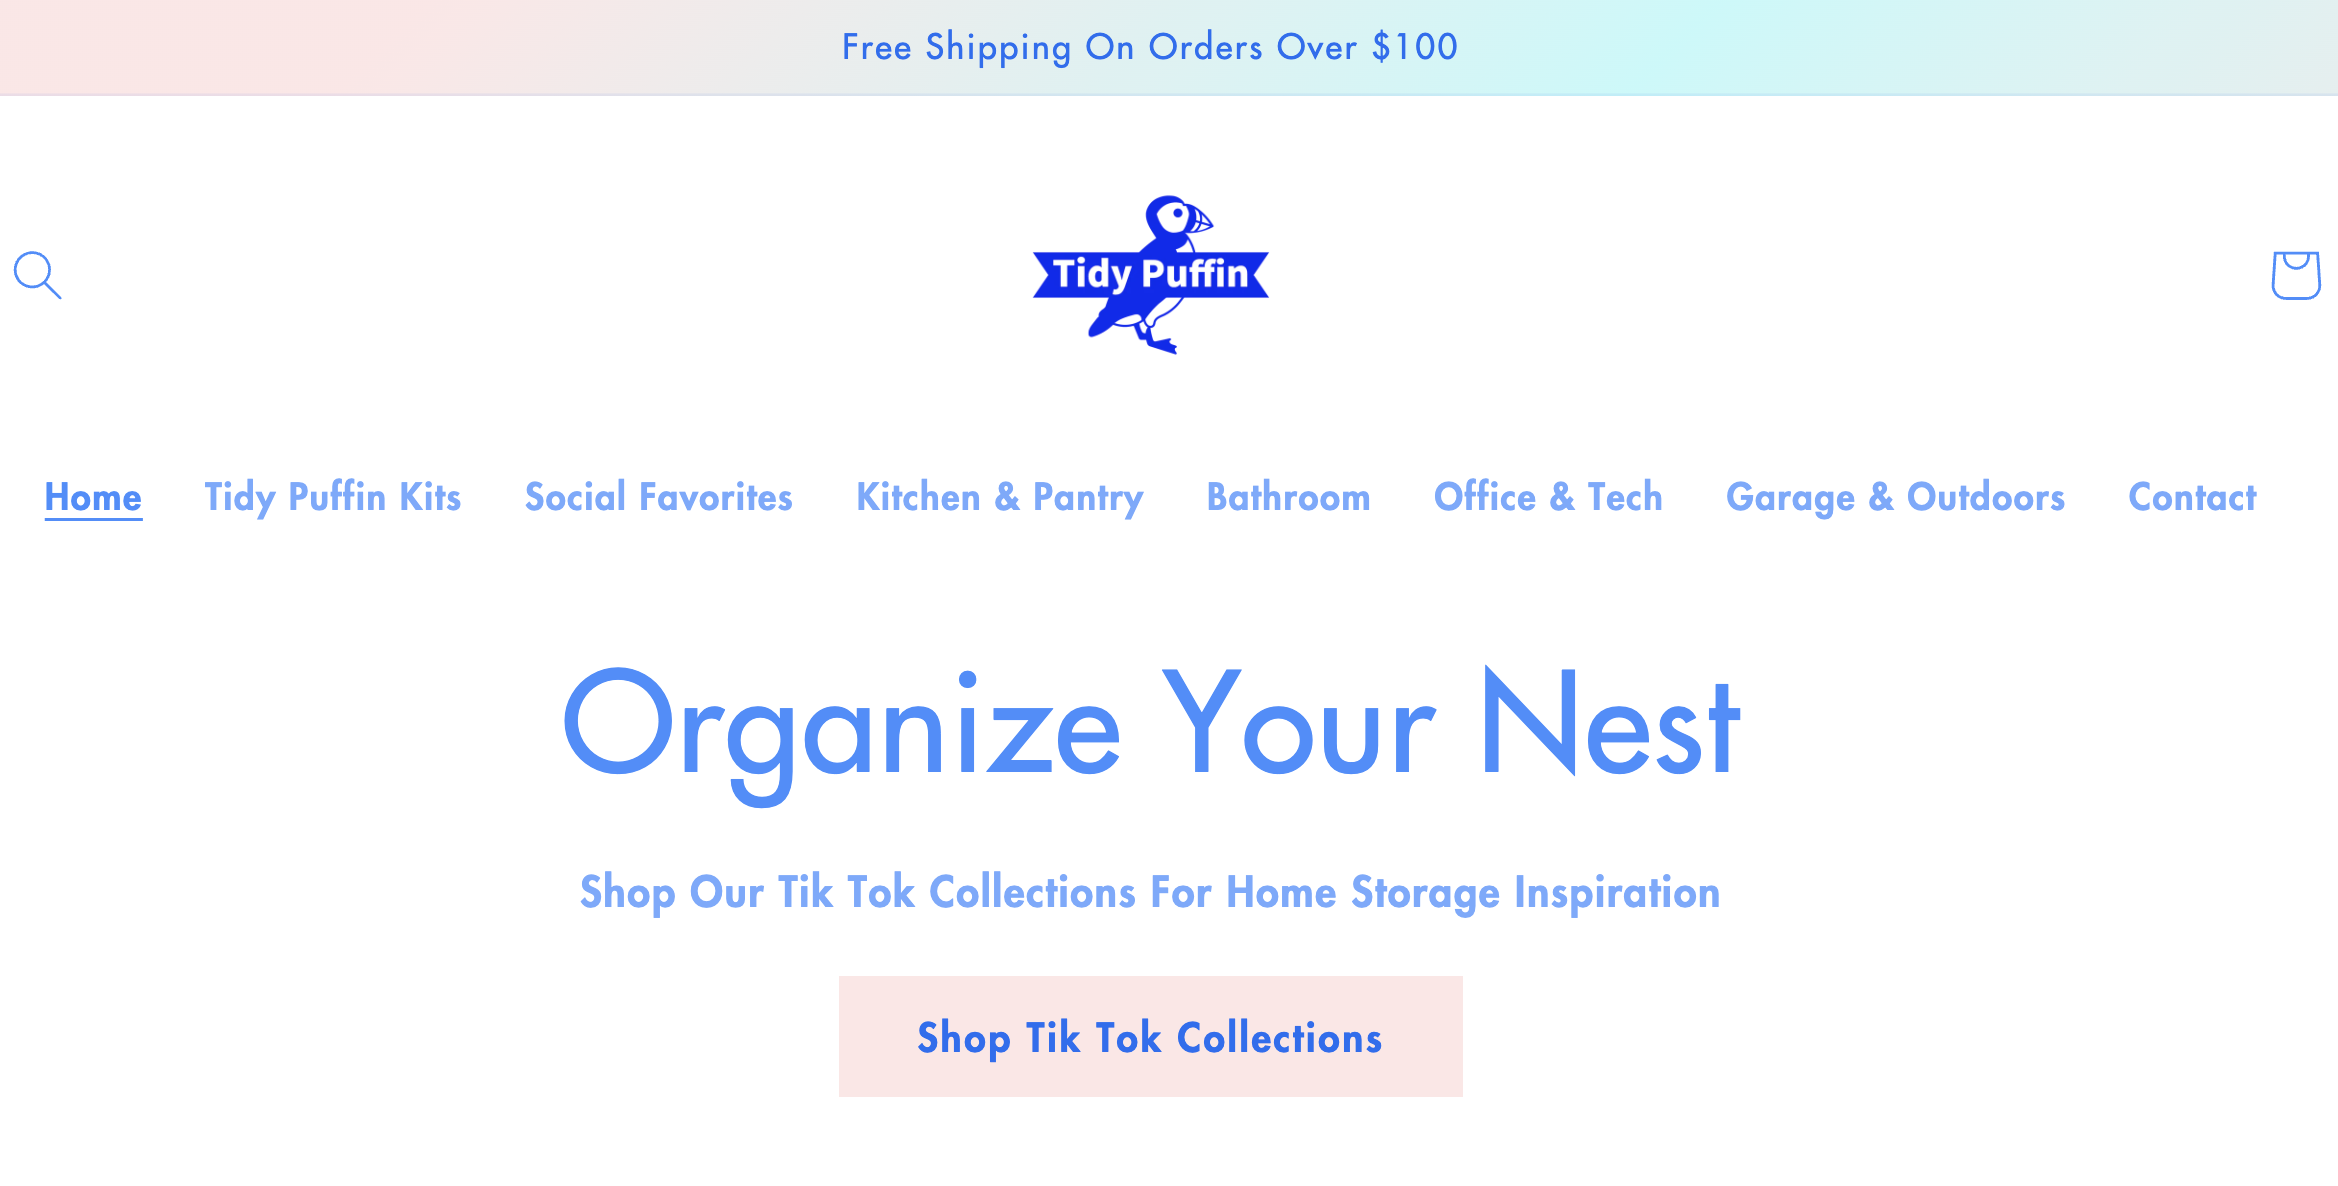 Free Shipping On Orders Over $100
Tidy Puffin
Home Tidy Puffin Kits Social Favorites Kitchen & Pantry Bathroom Office & Tech Garage & Outdoors Contact
Organize Your Nest
Shop Our Tik Tok Collections For Home Storage Inspiration
Shop Tik Tok Collections